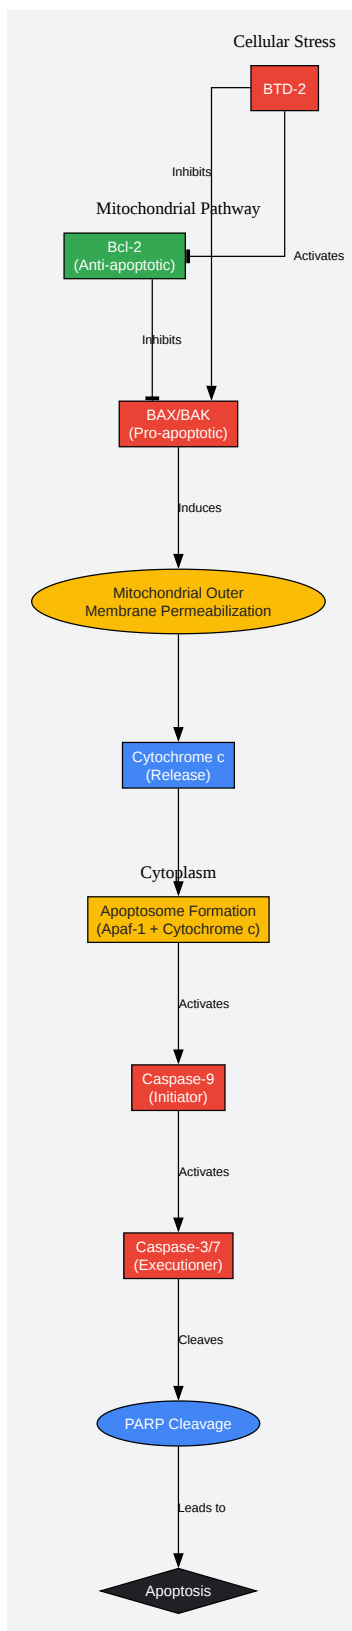 Cellular Stress
BTD-2
Inhibits
Mitochondrial Pathway
Bcl-2
(Anti-apoptotic)
Activates
Inhibits
BAX/BAK
(Pro-apoptotic)
Induces
Mitochondrial Outer
Membrane Permeabilization
Cytochrome c
(Release)
Cytoplasm
Apoptosome Formation
(Apaf-1 + Cytochrome c)
Activates
Caspase-9
(Initiator)
Activates
Caspase-3/7
(Executioner)
Cleaves
PARP Cleavage
Leads to
Apoptosis